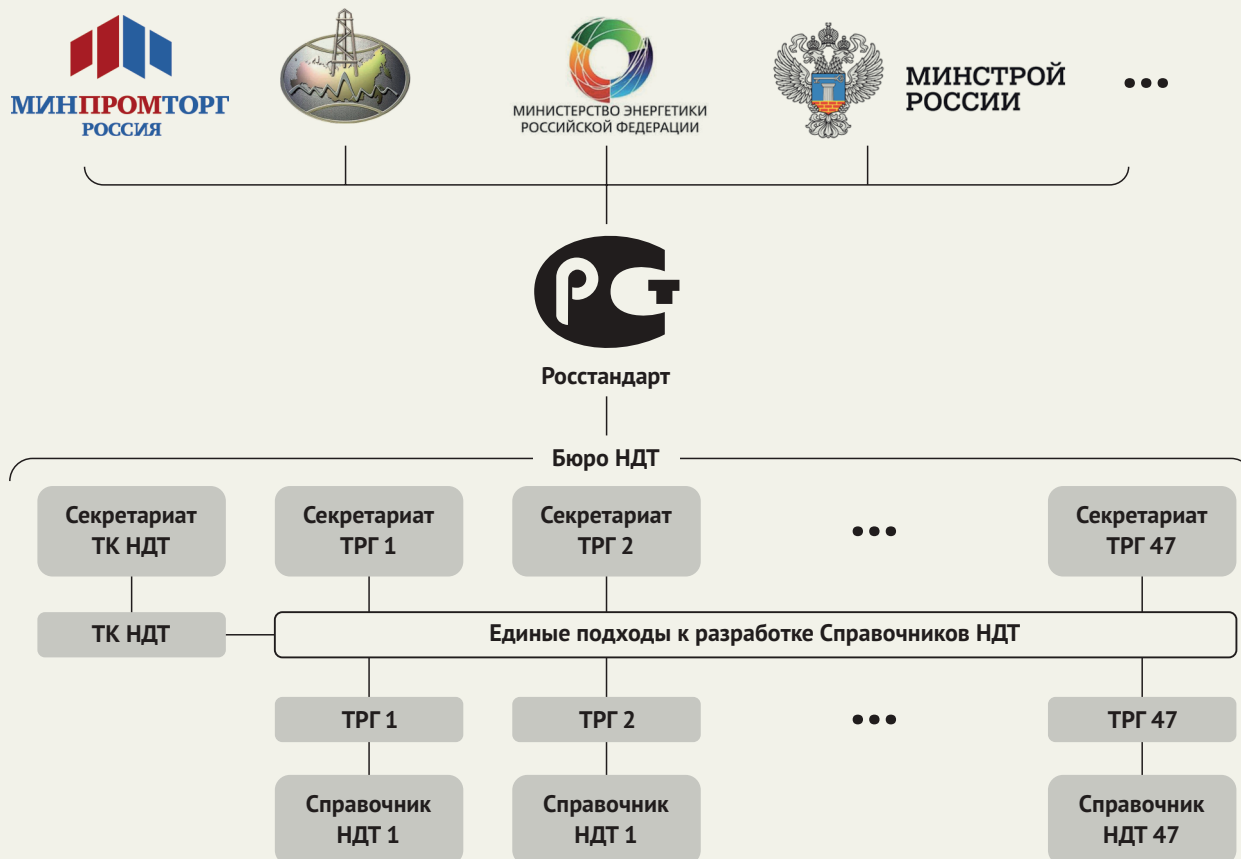 МИНПРОМТОРГ
РОССИЯ
МИНИСТЕРСТВО ЭНЕРГЕТИКИ
РОССИЙСКОЙ ФЕДЕРАЦИИ
МИНСТРОЙ
РОССИИ
•••
РСТ
Росстандарт
Бюро НДТ
Секретариат
ТК НДТ
Секретариат
ТРГ 1
Секретариат
ТРГ 2
•••
Секретариат
ТРГ 47
ТК НДТ
Единые подходы к разработке Справочников НДТ
ТРГ 1
ТРГ 2
•••
ТРГ 47
Справочник
НДТ 1
Справочник
НДТ 1
Справочник
НДТ 47